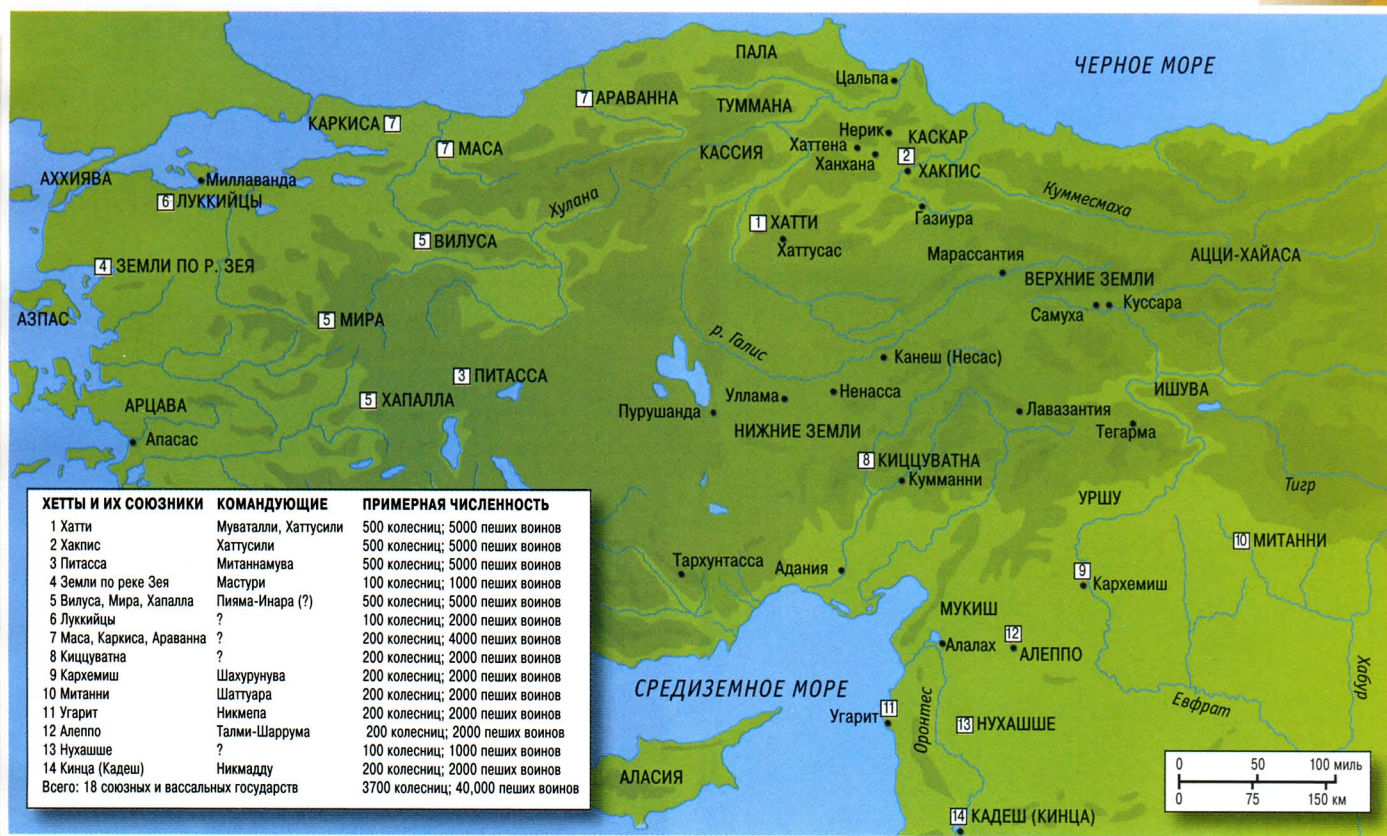 ПАЛА
ЧЕРНОЕ МОРЕ
Цальпа
7 АРАВАННА
ТУММАНА
КАРКИСА 7
Нерик
КАСКАР
7 МАСА
КАССИЯ
Хаттена
2
Ханхана
ХАКПИС
АХХИЯВА
Миллаванда
6 ЛУККИЙЦЫ
Хулана
Куммесмаха
Газиура
1 ХАТТИ
Хаттусас
5 ВИЛУСА
Марассантия
АЦЦИ-ХАЙАСА
4 ЗЕМЛИ ПО Р. ЗЕЯ
ВЕРХНИЕ ЗЕМЛИ
Самуха
Куссара
АЗПАС
5 МИРА
р. Галис
Канеш (Несас)
3 ПИТАССА
ИШУВА
5 ХАПАЛЛА
Уллама
Ненасса
АРЦАВА
Пурушанда
Лавазантия
Апасас
НИЖНИЕ ЗЕМЛИ
Тегарма
8 КИЦЦУВАТНА
Кумманни
УРШУ
Тигр
10 МИТАННИ
Тархунтасса
Адания
9
Кархемиш
МУКИШ
12
Алалах
АЛЕППО
Хабур
СРЕДИЗЕМНОЕ МОРЕ
Евфрат
Угарит 11
Оронтес
13 НУХАШШЕ
АЛАСИЯ
14 КАДЕШ (КИНЦА)
ХЕТТЫ И ИХ СОЮЗНИКИ КОМАНДУЮЩИЕ ПРИМЕРНАЯ ЧИСЛЕННОСТЬ
1 Хатти Муваталли, Хаттусили 500 колесниц; 5000 пеших воинов
2 Хакпис Хаттусили 500 колесниц; 5000 пеших воинов
3 Питасса Митаннамува 500 колесниц; 5000 пеших воинов
4 Земли по реке Зея Мастури 100 колесниц; 1000 пеших воинов
5 Вилуса, Мира, Хапалла Пияма-Инара (?) 500 колесниц; 5000 пеших воинов
6 Луккийцы ? 100 колесниц; 2000 пеших воинов
7 Маса, Каркиса, Араванна ? 200 колесниц; 4000 пеших воинов
8 Киццуватна ? 200 колесниц; 2000 пеших воинов
9 Кархемиш Шахурунува 200 колесниц; 2000 пеших воинов
10 Митанни Шаттуара 200 колесниц; 2000 пеших воинов
11 Угарит Никмепа 200 колесниц; 2000 пеших воинов
12 Алеппо Талми-Шаррума 200 колесниц; 2000 пеших воинов
13 Нухашше ? 100 колесниц; 1000 пеших воинов
14 Кинца (Кадеш) Никмадду 200 колесниц; 2000 пеших воинов
Всего: 18 союзных и вассальных государств 3700 колесниц; 40,000 пеших воинов
0 50 100 миль
0 75 150 км